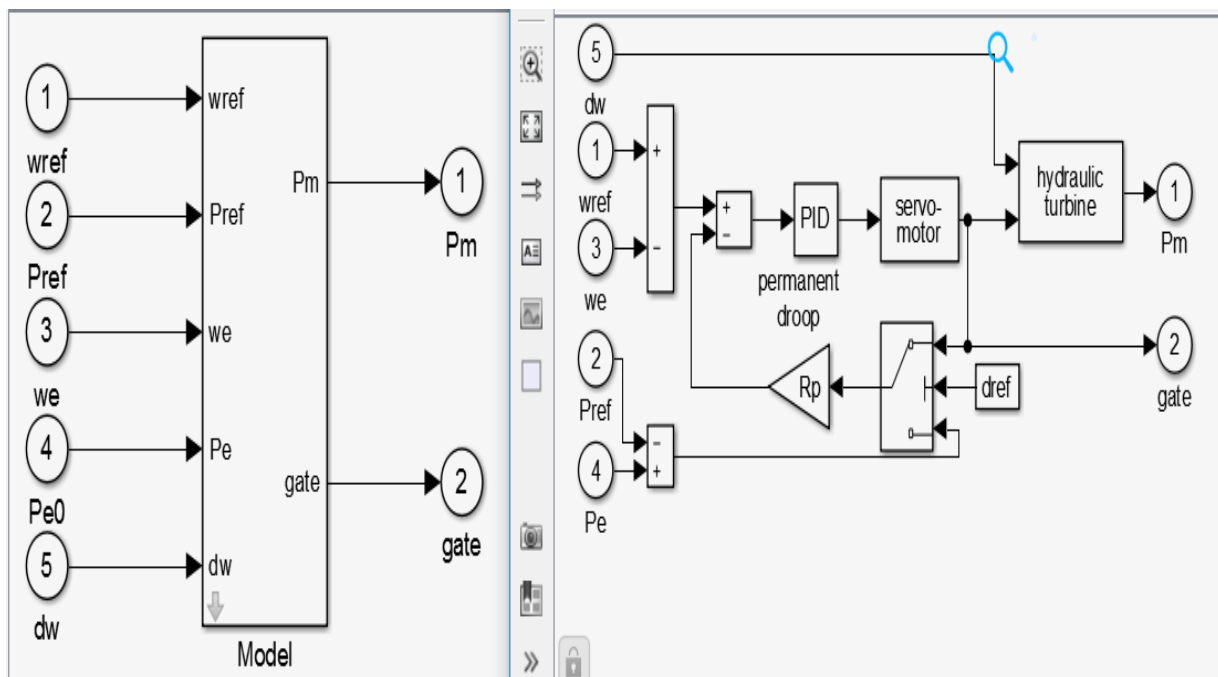 1
wref
2
Pref
3
we
4
Pe0
5
dw
wref
Pref
we
Pe
dw
Pm
gate
Model
1
Pm
2
gate
A
5
dw
1
wref
3
we
2
Pref
4
Pe
+
−
+
−
−
+
PID
permanent
droop
servo-
motor
hydraulic
turbine
1
Pm
Rp
dref
2
gate